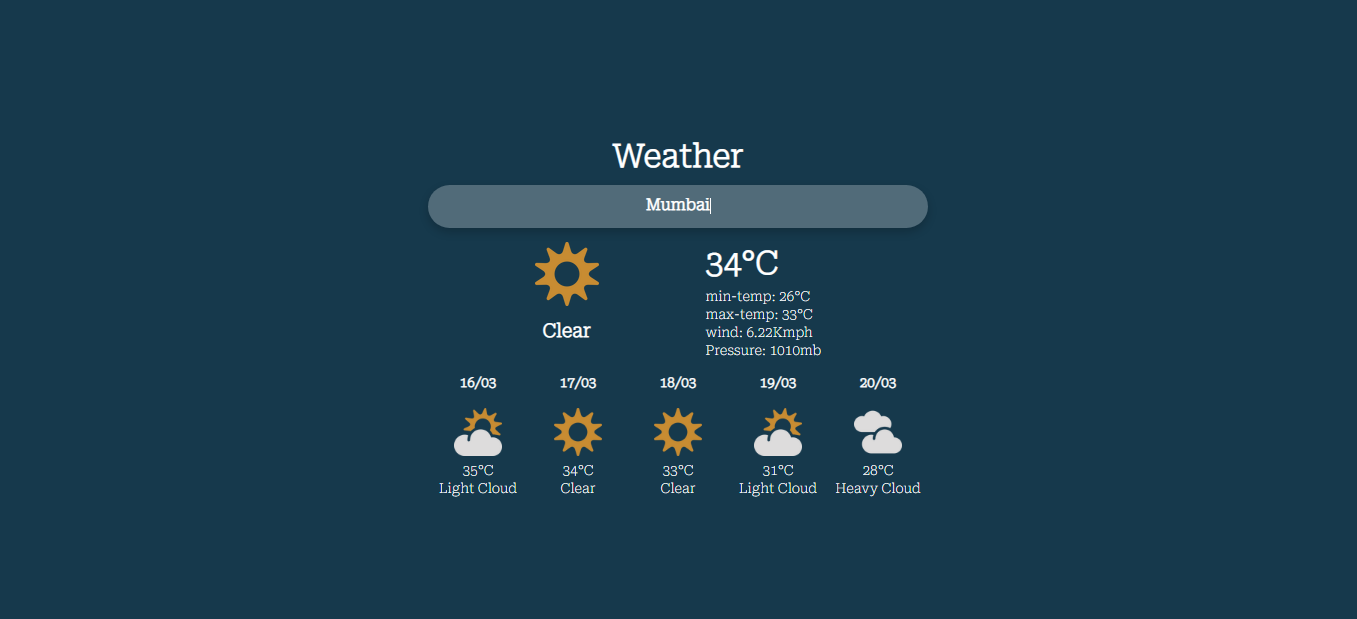 Weather
Mumbai
34°C
min-temp: 26°C
max-temp: 33°C
wind: 6.22Kmph
Pressure: 1010mb
Clear
16/03 17/03 18/03 19/03 20/03
35°C 34°C 33°C 31°C 28°C
Light Cloud Clear Clear Light Cloud Heavy Cloud